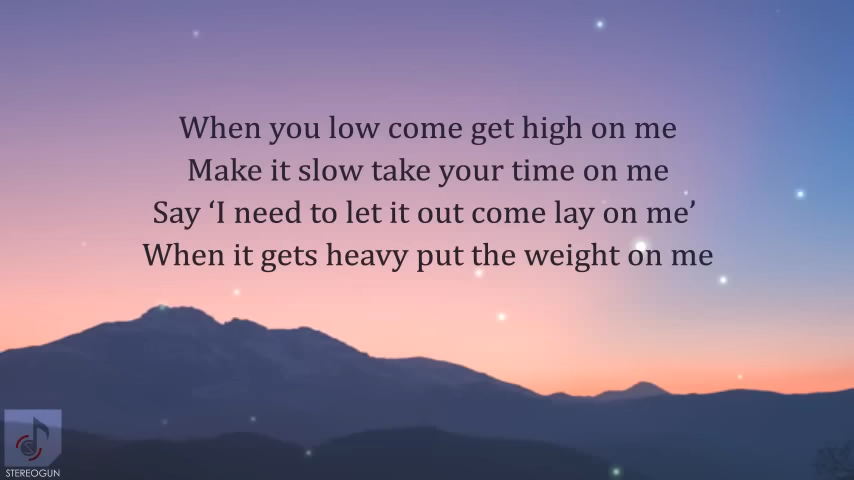 When you low come get high on me
Make it slow take your time on me
Say ‘I need to let it out come lay on me’
When it gets heavy put the weight on me
STEREOGUN